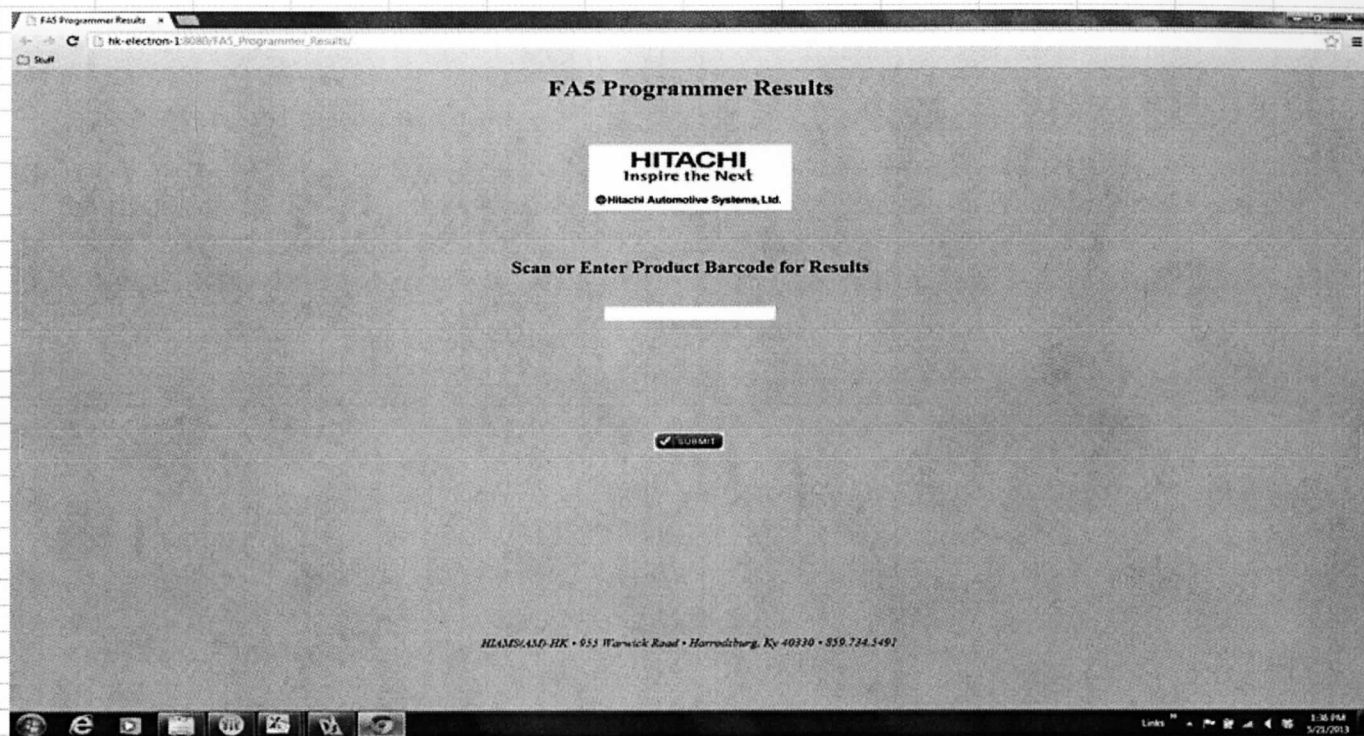 FA5 Programmer Results
hk-electron-1:8080/FA5_Programmer_Results/
Stuff
FA5 Programmer Results
HITACHI
Inspire the Next
@Hitachi Automotive Systems, Ltd.
Scan or Enter Product Barcode for Results
SUBMIT
HIAMS(AM)-HK • 955 Warwick Road • Harrodsburg, Ky 40330 • 859.734.5491
Links
1:36 PM
5/21/2013